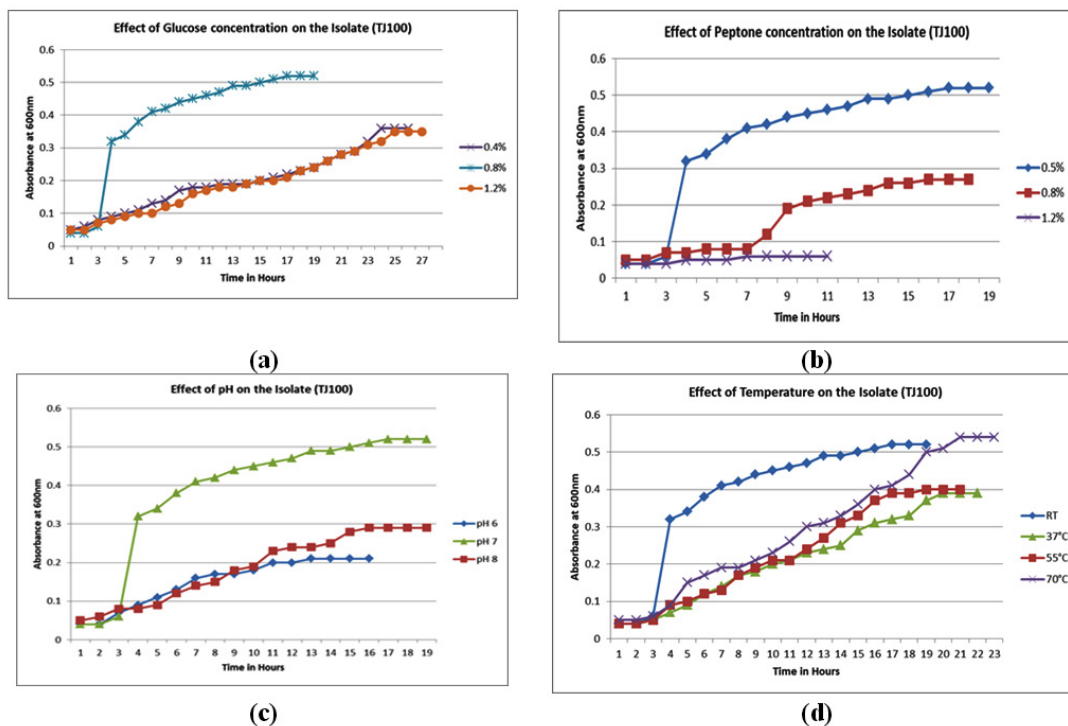 Effect of Glucose concentration on the Isolate (TJ100)
Absorbance at 600nm
0.6
0.5
0.4
0.3
0.2
0.1
0
1 3 5 7 9 11 13 15 17 19 21 23 25 27
Time in Hours
0.4%
0.8%
1.2%
(a)
Effect of Peptone concentration on the Isolate (TJ100)
Absorbance at 600nm
0.6
0.5
0.4
0.3
0.2
0.1
0
1 3 5 7 9 11 13 15 17 19
Time in Hours
0.5%
0.8%
1.2%
(b)
Effect of pH on the Isolate (TJ100)
Absorbance at 600nm
0.6
0.5
0.4
0.3
0.2
0.1
0
1 2 3 4 5 6 7 8 9 10 11 12 13 14 15 16 17 18 19
Time in Hours
pH 6
pH 7
pH 8
(c)
Effect of Temperature on the Isolate (TJ100)
Absorbance at 600nm
0.6
0.5
0.4
0.3
0.2
0.1
0
1 2 3 4 5 6 7 8 9 10 11 12 13 14 15 16 17 18 19 20 21 22 23
Time in Hours
RT
37°C
55°C
70°C
(d)